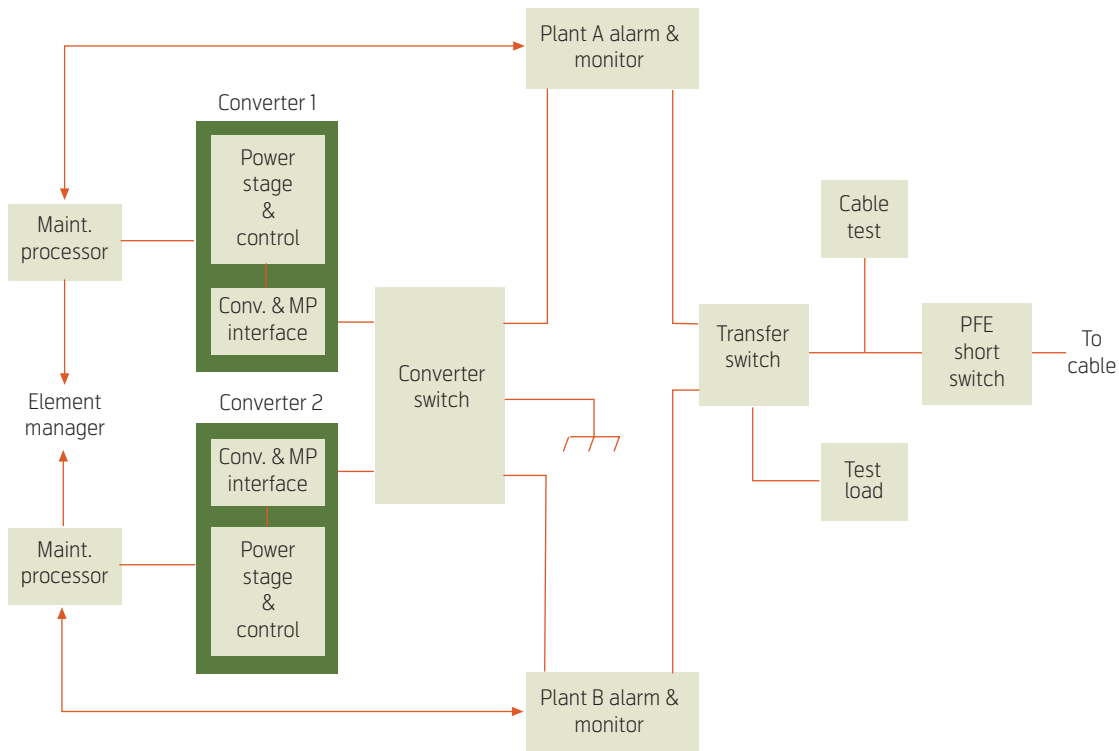 Plant A alarm &
monitor
Converter 1
Power
stage
&
control
Conv. & MP
interface
Maint.
processor
Element
manager
Converter 2
Conv. & MP
interface
Power
stage
&
control
Maint.
processor
Converter
switch
Cable
test
Transfer
switch
PFE
short
switch
To
cable
Test
load
Plant B alarm &
monitor